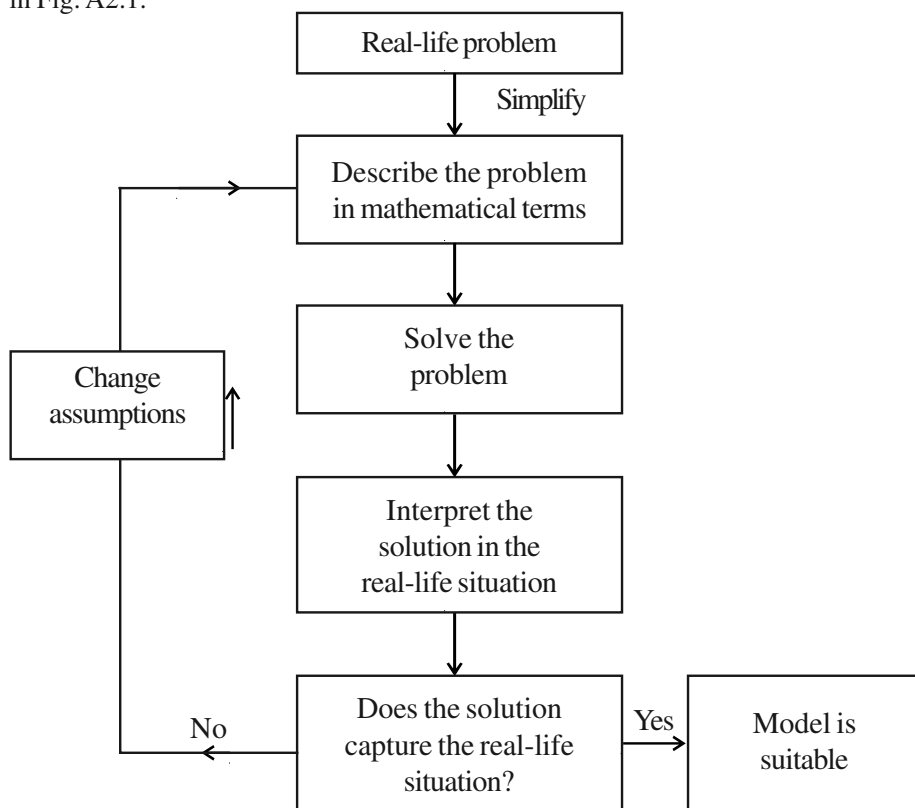 in Fig. A2.1.
Real-life problem
Simplify
Describe the problem
in mathematical terms
Solve the
problem
Change
assumptions
Interpret the
solution in the
real-life situation
Does the solution
capture the real-life
situation?
No
Yes
Model is
suitable